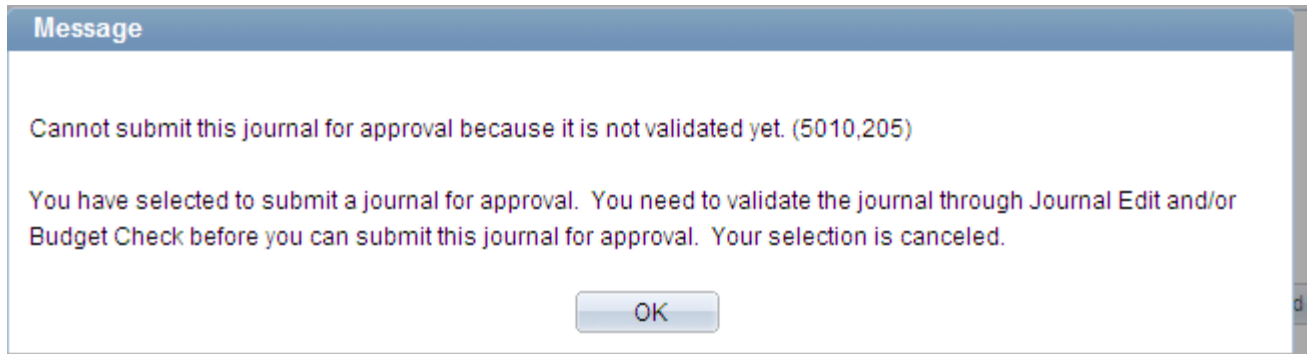 Message
Cannot submit this journal for approval because it is not validated yet. (5010,205)
You have selected to submit a journal for approval.  You need to validate the journal through Journal Edit and/or
Budget Check before you can submit this journal for approval.  Your selection is canceled.
OK